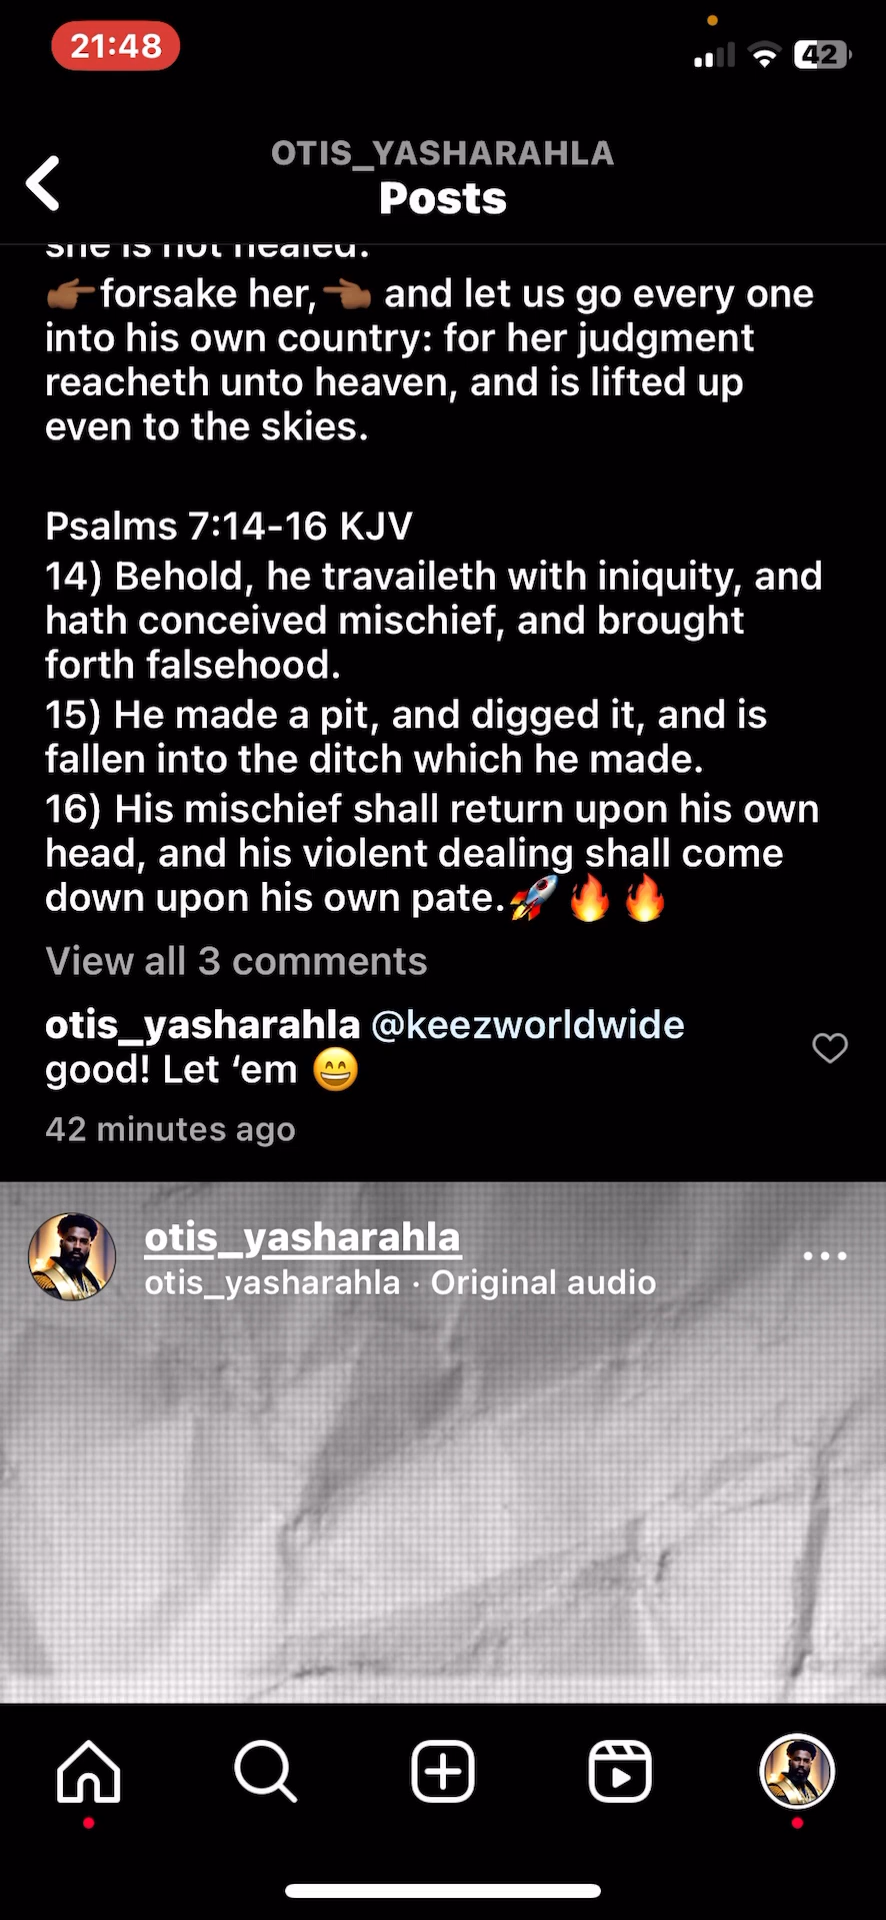 21:48
42
OTIS_YASHARAHLA
Posts
she is not healed:
👉🏾forsake her,👈🏾 and let us go every one
into his own country: for her judgment
reacheth unto heaven, and is lifted up
even to the skies.
Psalms 7:14-16 KJV
14) Behold, he travaileth with iniquity, and
hath conceived mischief, and brought
forth falsehood.
15) He made a pit, and digged it, and is
fallen into the ditch which he made.
16) His mischief shall return upon his own
head, and his violent dealing shall come
down upon his own pate.🚀🔥🔥
View all 3 comments
otis_yasharahla @keezworldwide
good! Let ‘em 😄
42 minutes ago
otis_yasharahla
otis_yasharahla · Original audio